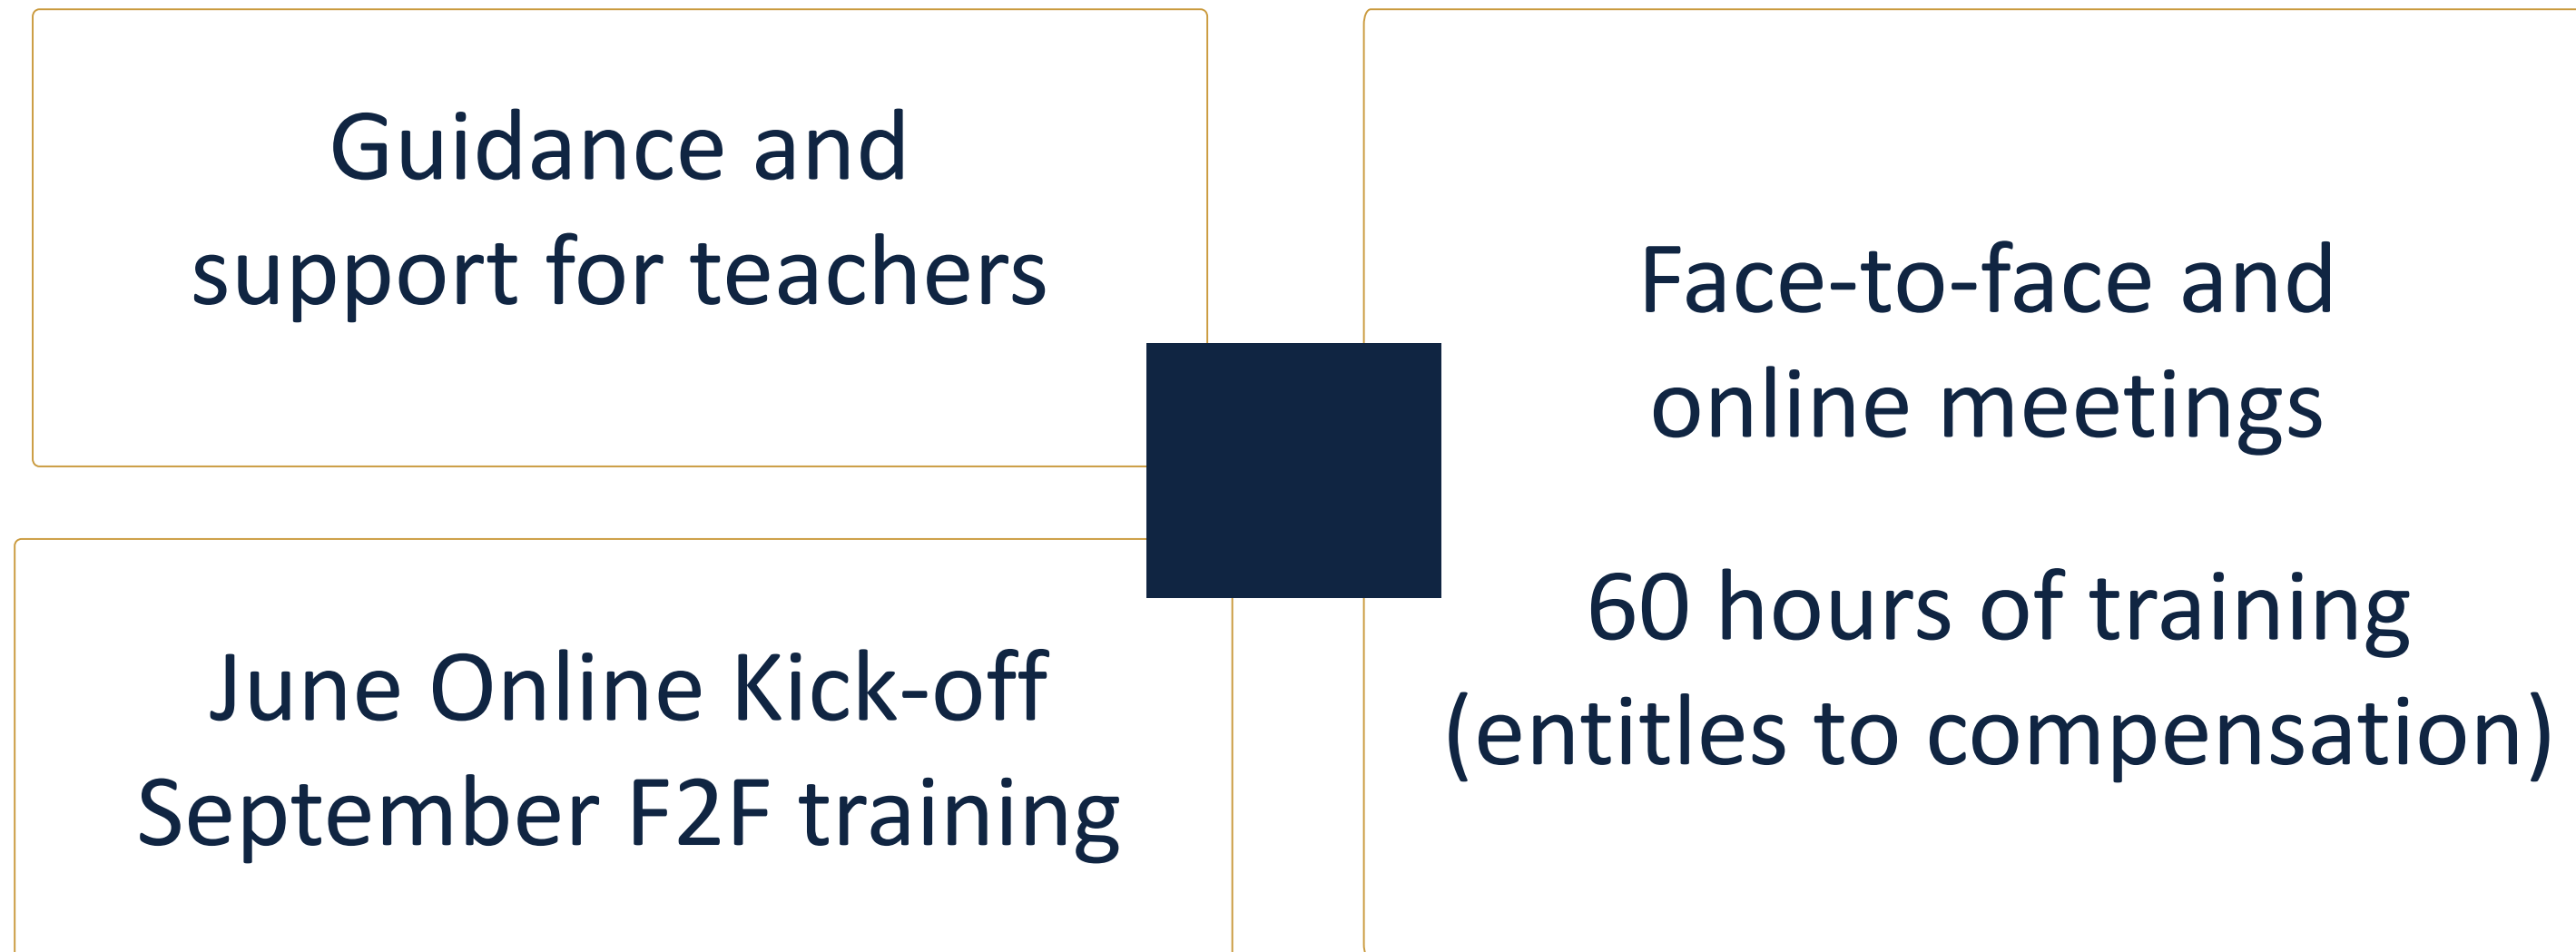 Guidance and
support for teachers
June Online Kick-off
September F2F training
Face-to-face and
online meetings
60 hours of training
(entitles to compensation)